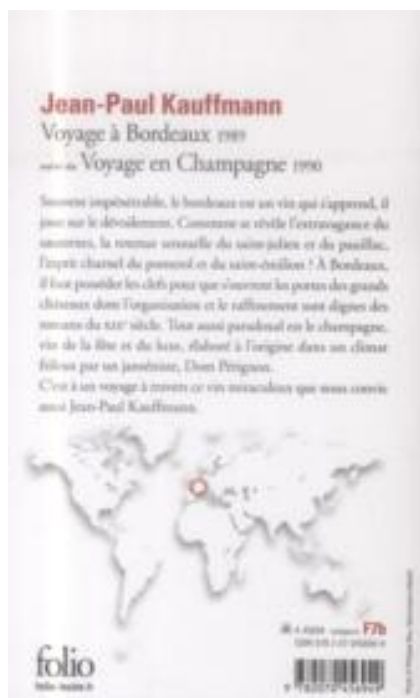 Jean-Paul Kauffmann
Voyage à Bordeaux 1989
suivi de Voyage en Champagne 1990
Souvent impénétrable, le bordeaux est un vin qui s'apprend, il
joue sur le dévoilement. Comment se révèle l'extravagance du
sauternes, la retenue sensuelle du saint-julien et du pauillac,
l'esprit charnel du pomerol et du saint-émilion ? À Bordeaux,
il faut posséder les clefs pour que s'ouvrent les portes des grands
châteaux dont l'organisation et le raffinement sont dignes des
romans du XIXe siècle. Tout aussi paradoxal est le champagne,
vin de la fête et du luxe, élaboré à l'origine dans un climat
frileux par un janséniste, Dom Pérignon.
C'est à un voyage à travers ce vin miraculeux que nous convie
aussi Jean-Paul Kauffmann.
F7b
folio
folio-lesite.fr